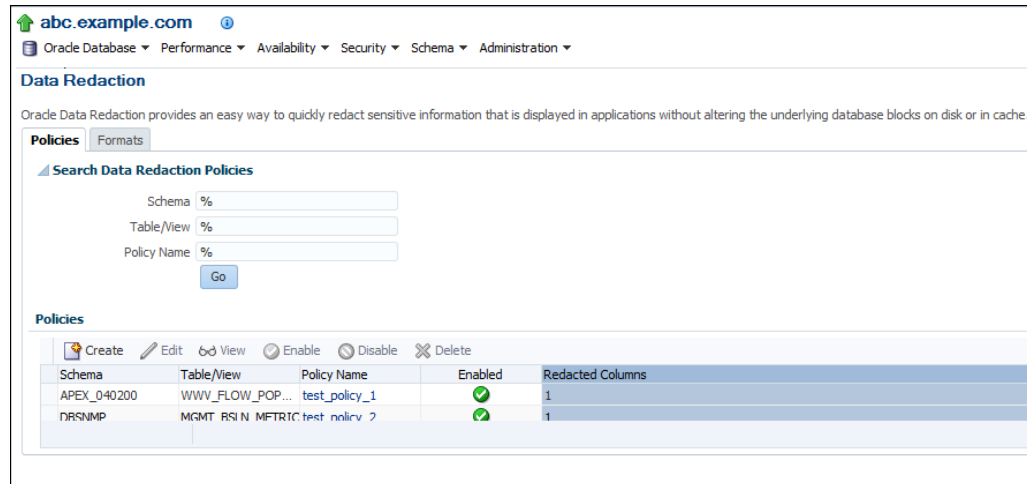 abc.example.com
Oracle Database Performance Availability Security Schema Administration
Data Redaction
Oracle Data Redaction provides an easy way to quickly redact sensitive information that is displayed in applications without altering the underlying database blocks on disk or in cache
Policies Formats
Search Data Redaction Policies
Schema %
Table/View %
Policy Name %
Go
Policies
Create Edit View Enable Disable Delete
Schema Table/View Policy Name Enabled Redacted Columns
APEX_040200 WWV_FLOW_POP... test_policy_1 1
DBSNMP MGMT_BSLN_METRIC test_policy_2 1